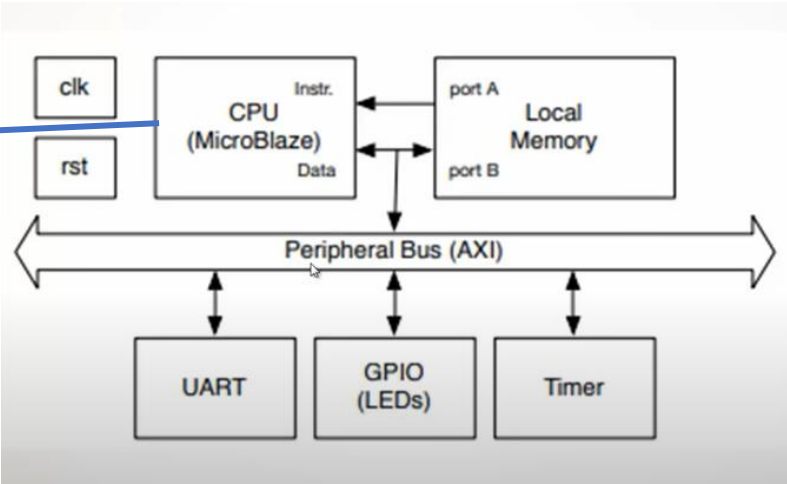 clk
rst
Instr.
CPU
(MicroBlaze)
Data
port A
Local
Memory
port B
Peripheral Bus (AXI)
UART
GPIO
(LEDs)
Timer